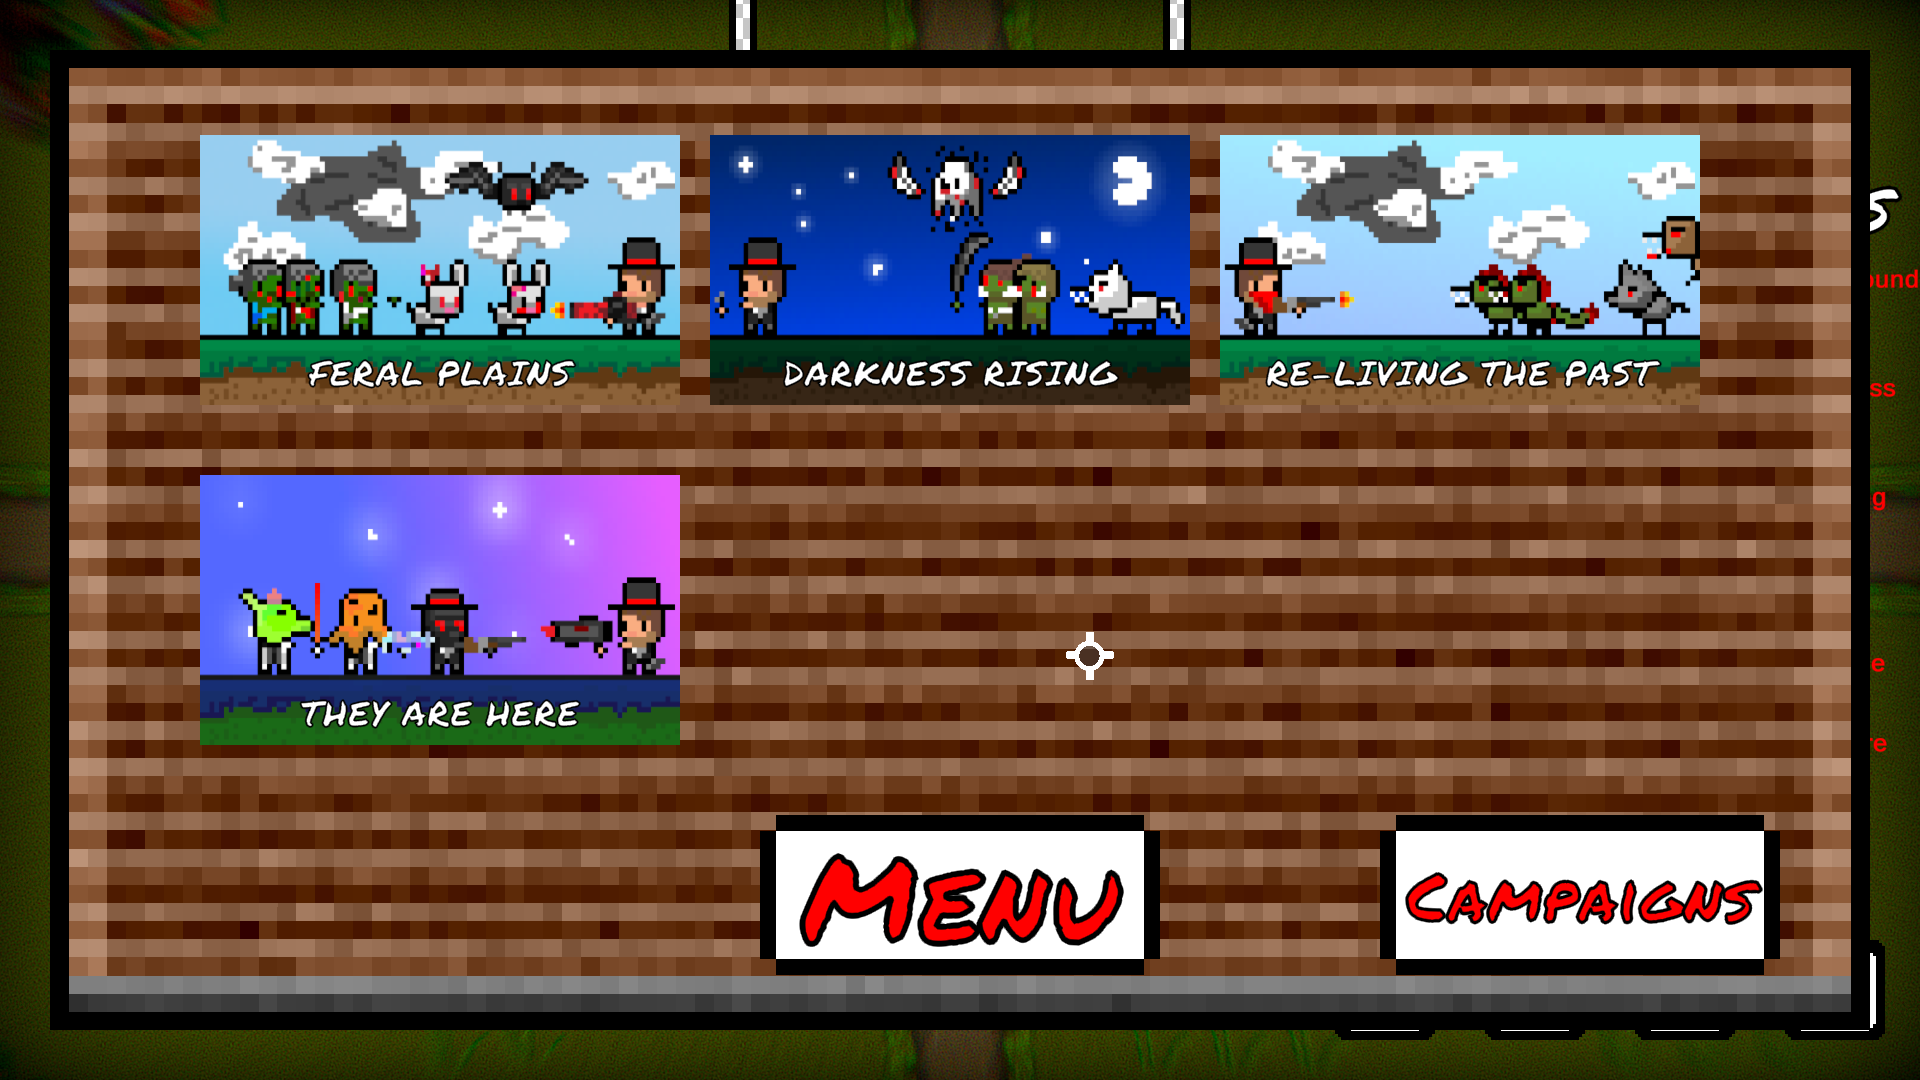 FERAL PLAINS
DARKNESS RISING
RE-LIVING THE PAST
THEY ARE HERE
MENU
CAMPAIGNS